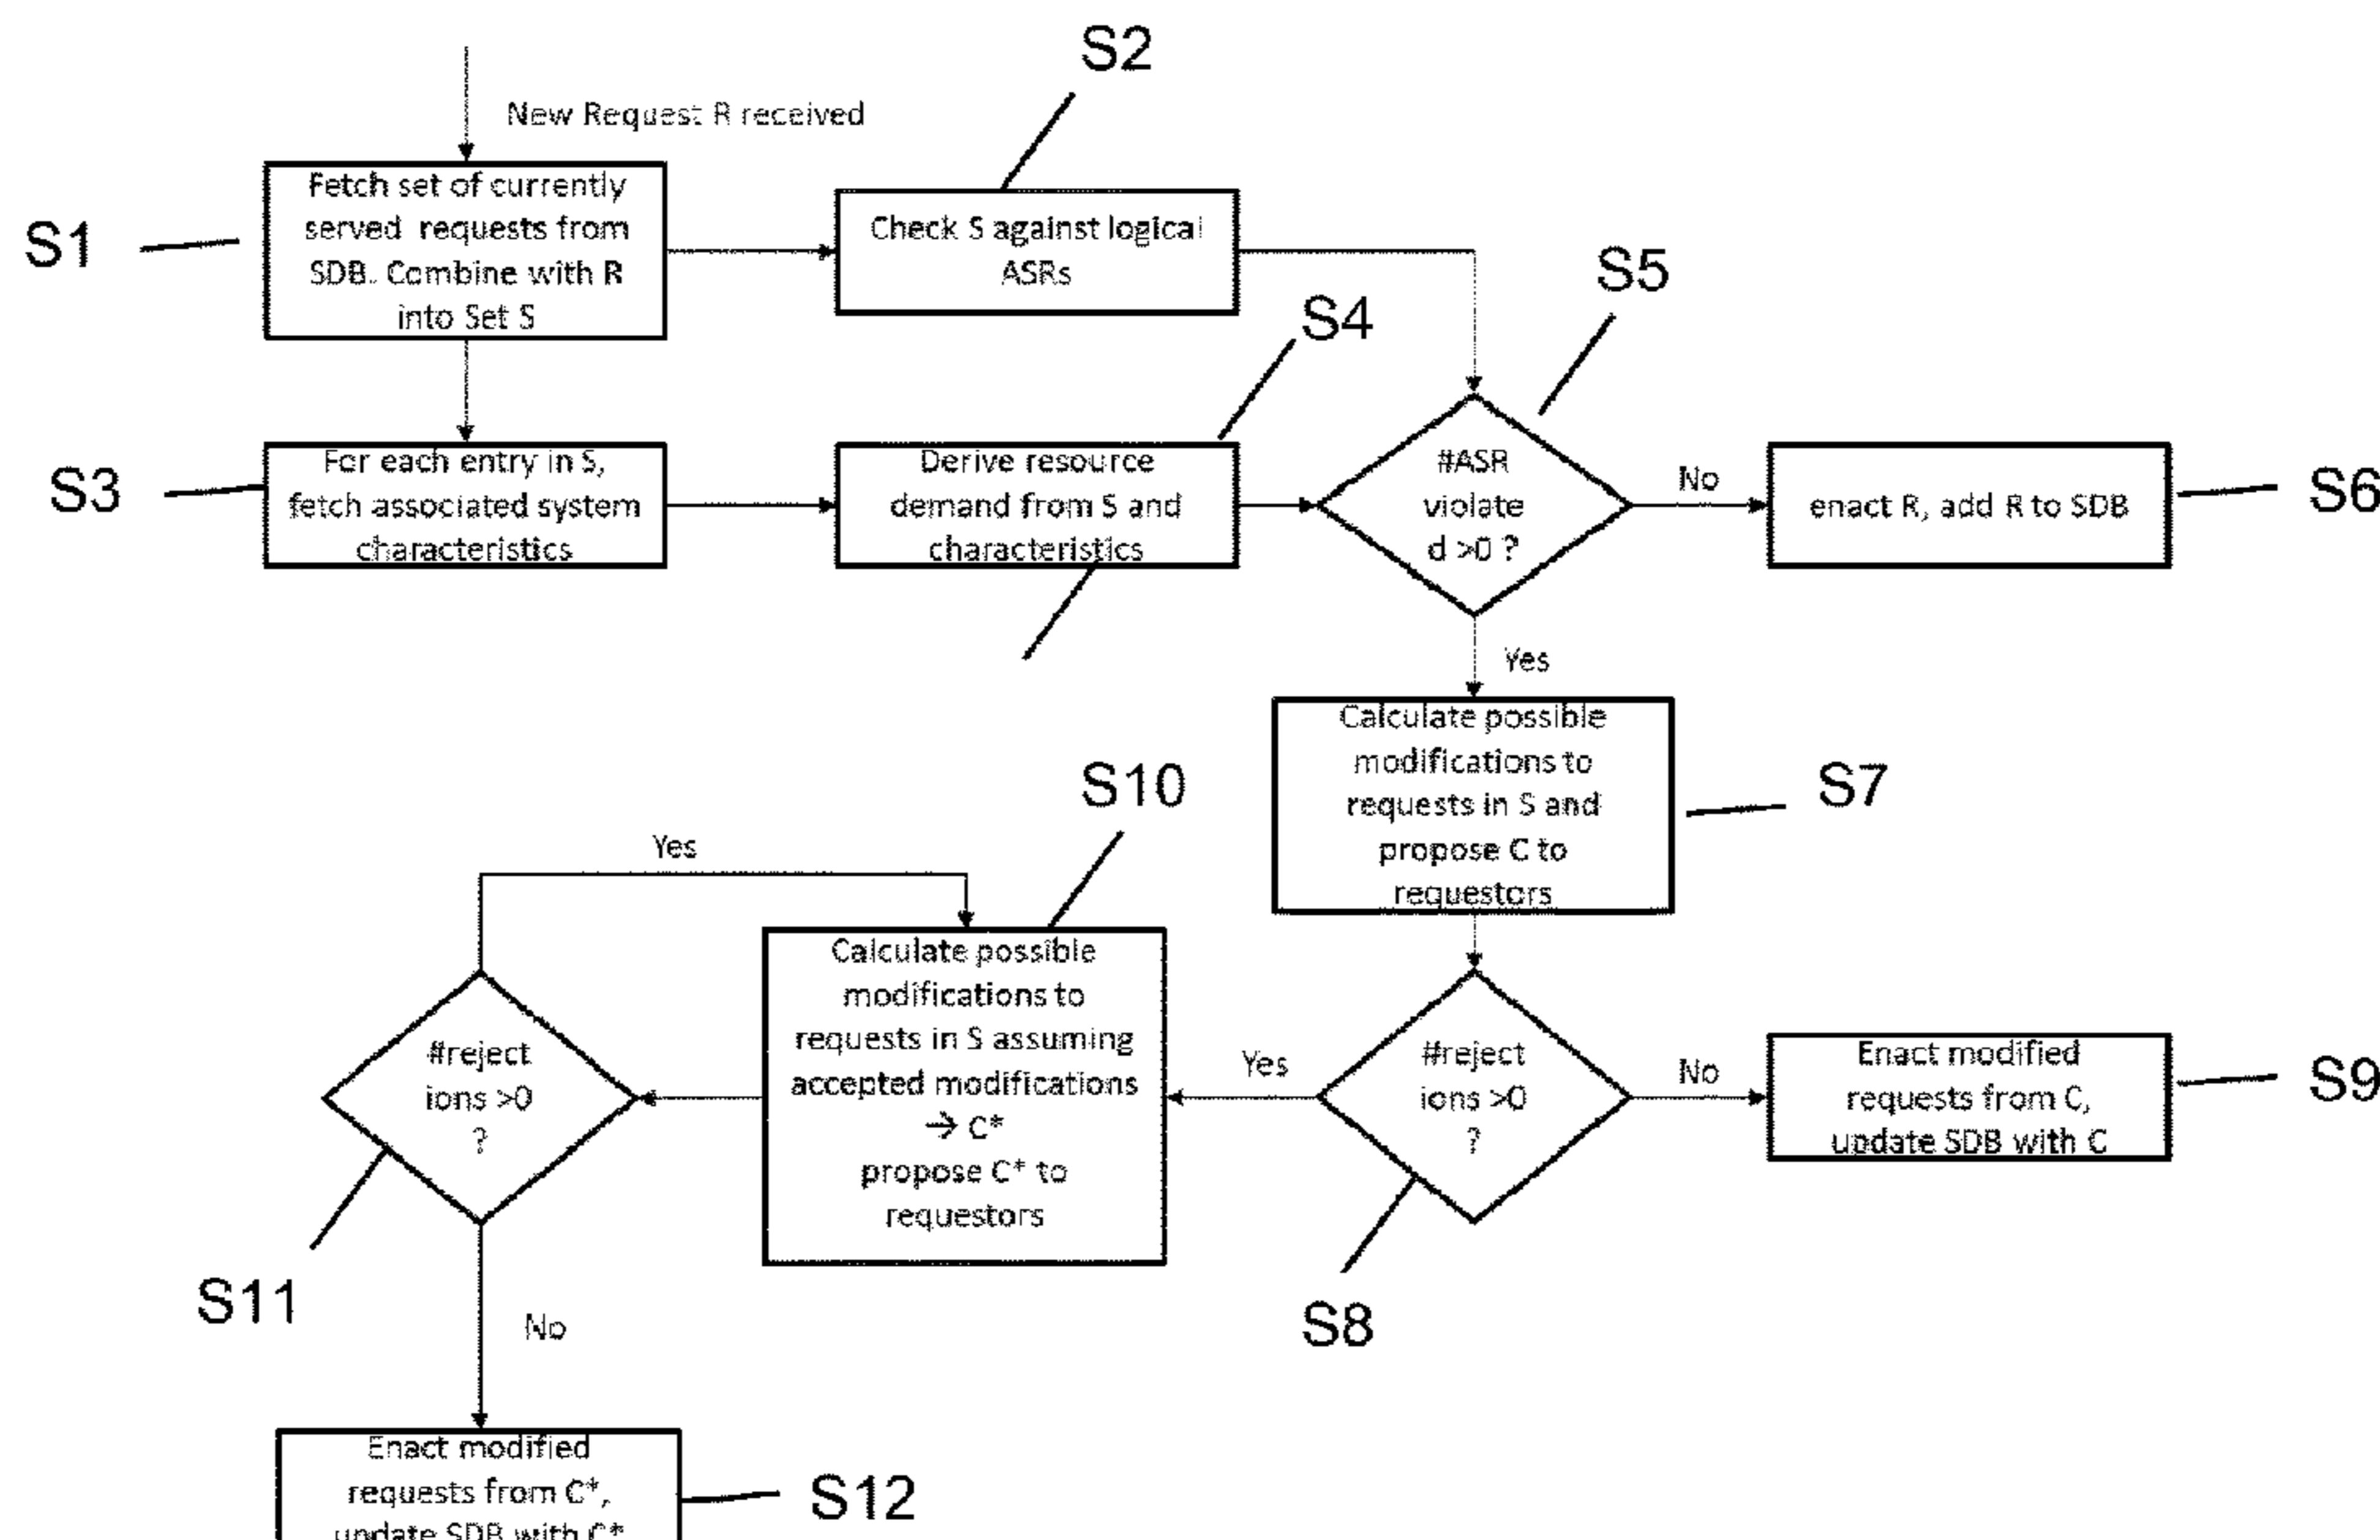 S2
New Request R received
S1
Fetch set of currently
served requests from
SDB. Combine with R
into Set S
Check S against logical
ASRs
S5
S4
S3
For each entry in S,
fetch associated system
characteristics
Derive resource
demand from S and
characteristics
#ASR
violate
d >0 ?
No
enact R, add R to SDB
S6
Yes
Calculate possible
modifications to
requests in S and
propose C to
requestors
S7
S10
Yes
Calculate possible
modifications to
requests in S assuming
accepted modifications
→ C*
propose C* to
requestors
#reject
ions >0
?
Yes
#reject
ions >0
?
No
Enact modified
requests from C,
update SDB with C
S9
S11
S8
No
Enact modified
requests from C*,
update SDB with C*
S12